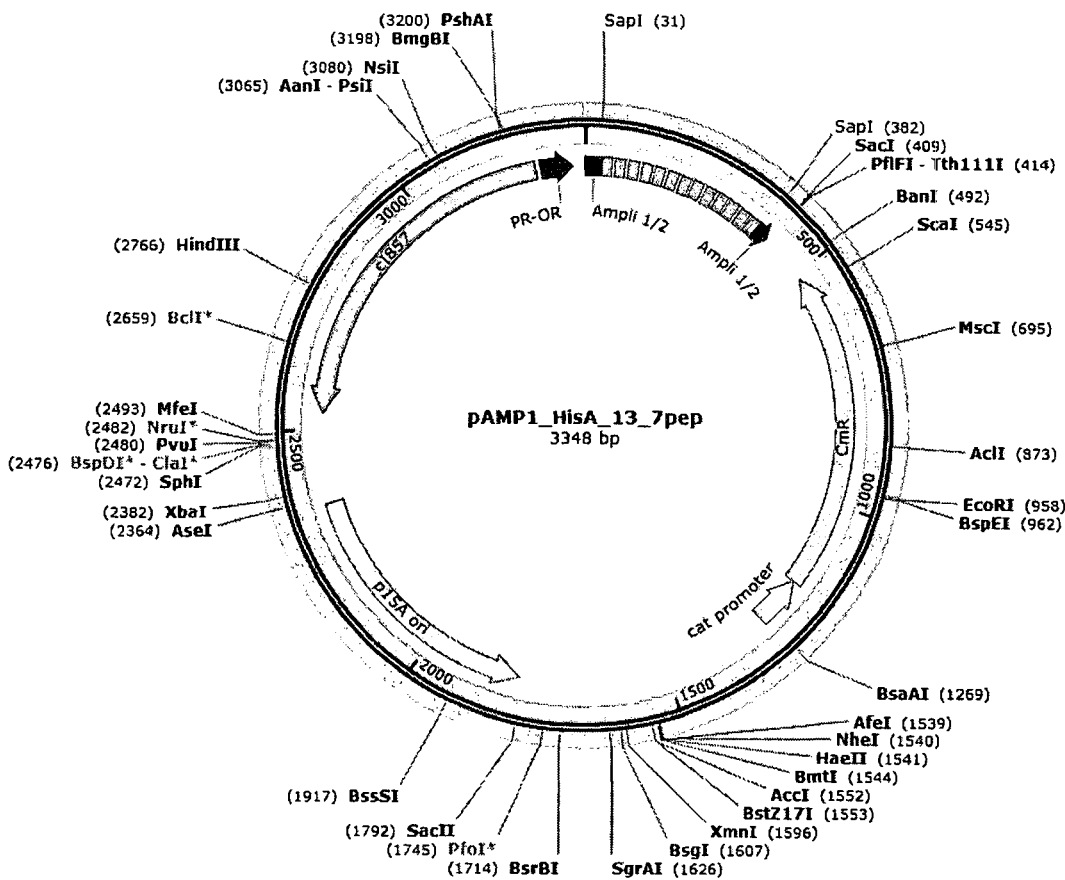 (3200) PshAI
(3198) BmgBI
(3080) NsiI
(3065) AanI - PsiI
(2766) HindIII
(2659) BclI*
(2493) MfeI
(2482) NruI*
(2480) PvuI
(2476) BspDI* - ClaI*
(2472) SphI
(2382) XbaI
(2364) AseI
(1917) BssSI
(1792) SacII
(1745) PfoI*
(1714) BsrBI
SapI (31)
SapI (382)
SacI (409)
PflFI - Tth111I (414)
BanI (492)
ScaI (545)
MscI (695)
AclI (873)
EcoRI (958)
BspEI (962)
BsaAI (1269)
AfeI (1539)
NheI (1540)
HaeII (1541)
BmtI (1544)
AccI (1552)
BstZ17I (1553)
XmnI (1596)
BsgI (1607)
SgrAI (1626)
PR-OR
Ampli 1/2
Ampli 1/2
cI857
CmR
cat promoter
p15A ori
500
1000
1500
2000
2500
3000
pAMP1_HisA_13_7pep
3348 bp